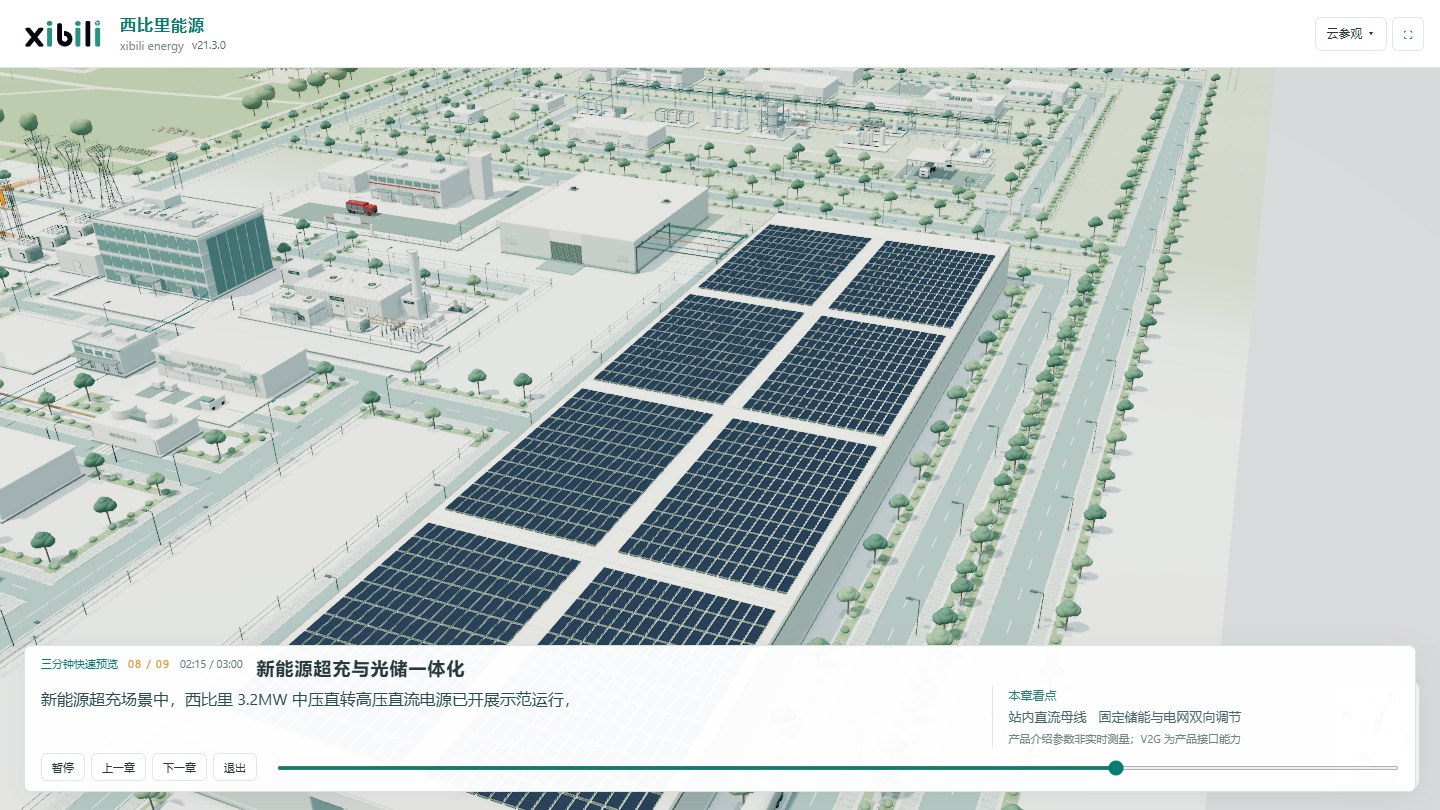 xibili
西比里能源
xibili energy v21.3.0
云参观
三分钟快速预览 08 / 09 02:15 / 03:00 新能源超充与光储一体化
新能源超充场景中，西比里 3.2MW 中压直转高压直流电源已开展示范运行，
本章看点
站内直流母线 固定储能与电网双向调节
产品介绍参数非实时测量；V2G 为产品接口能力
暂停 上一章 下一章 退出